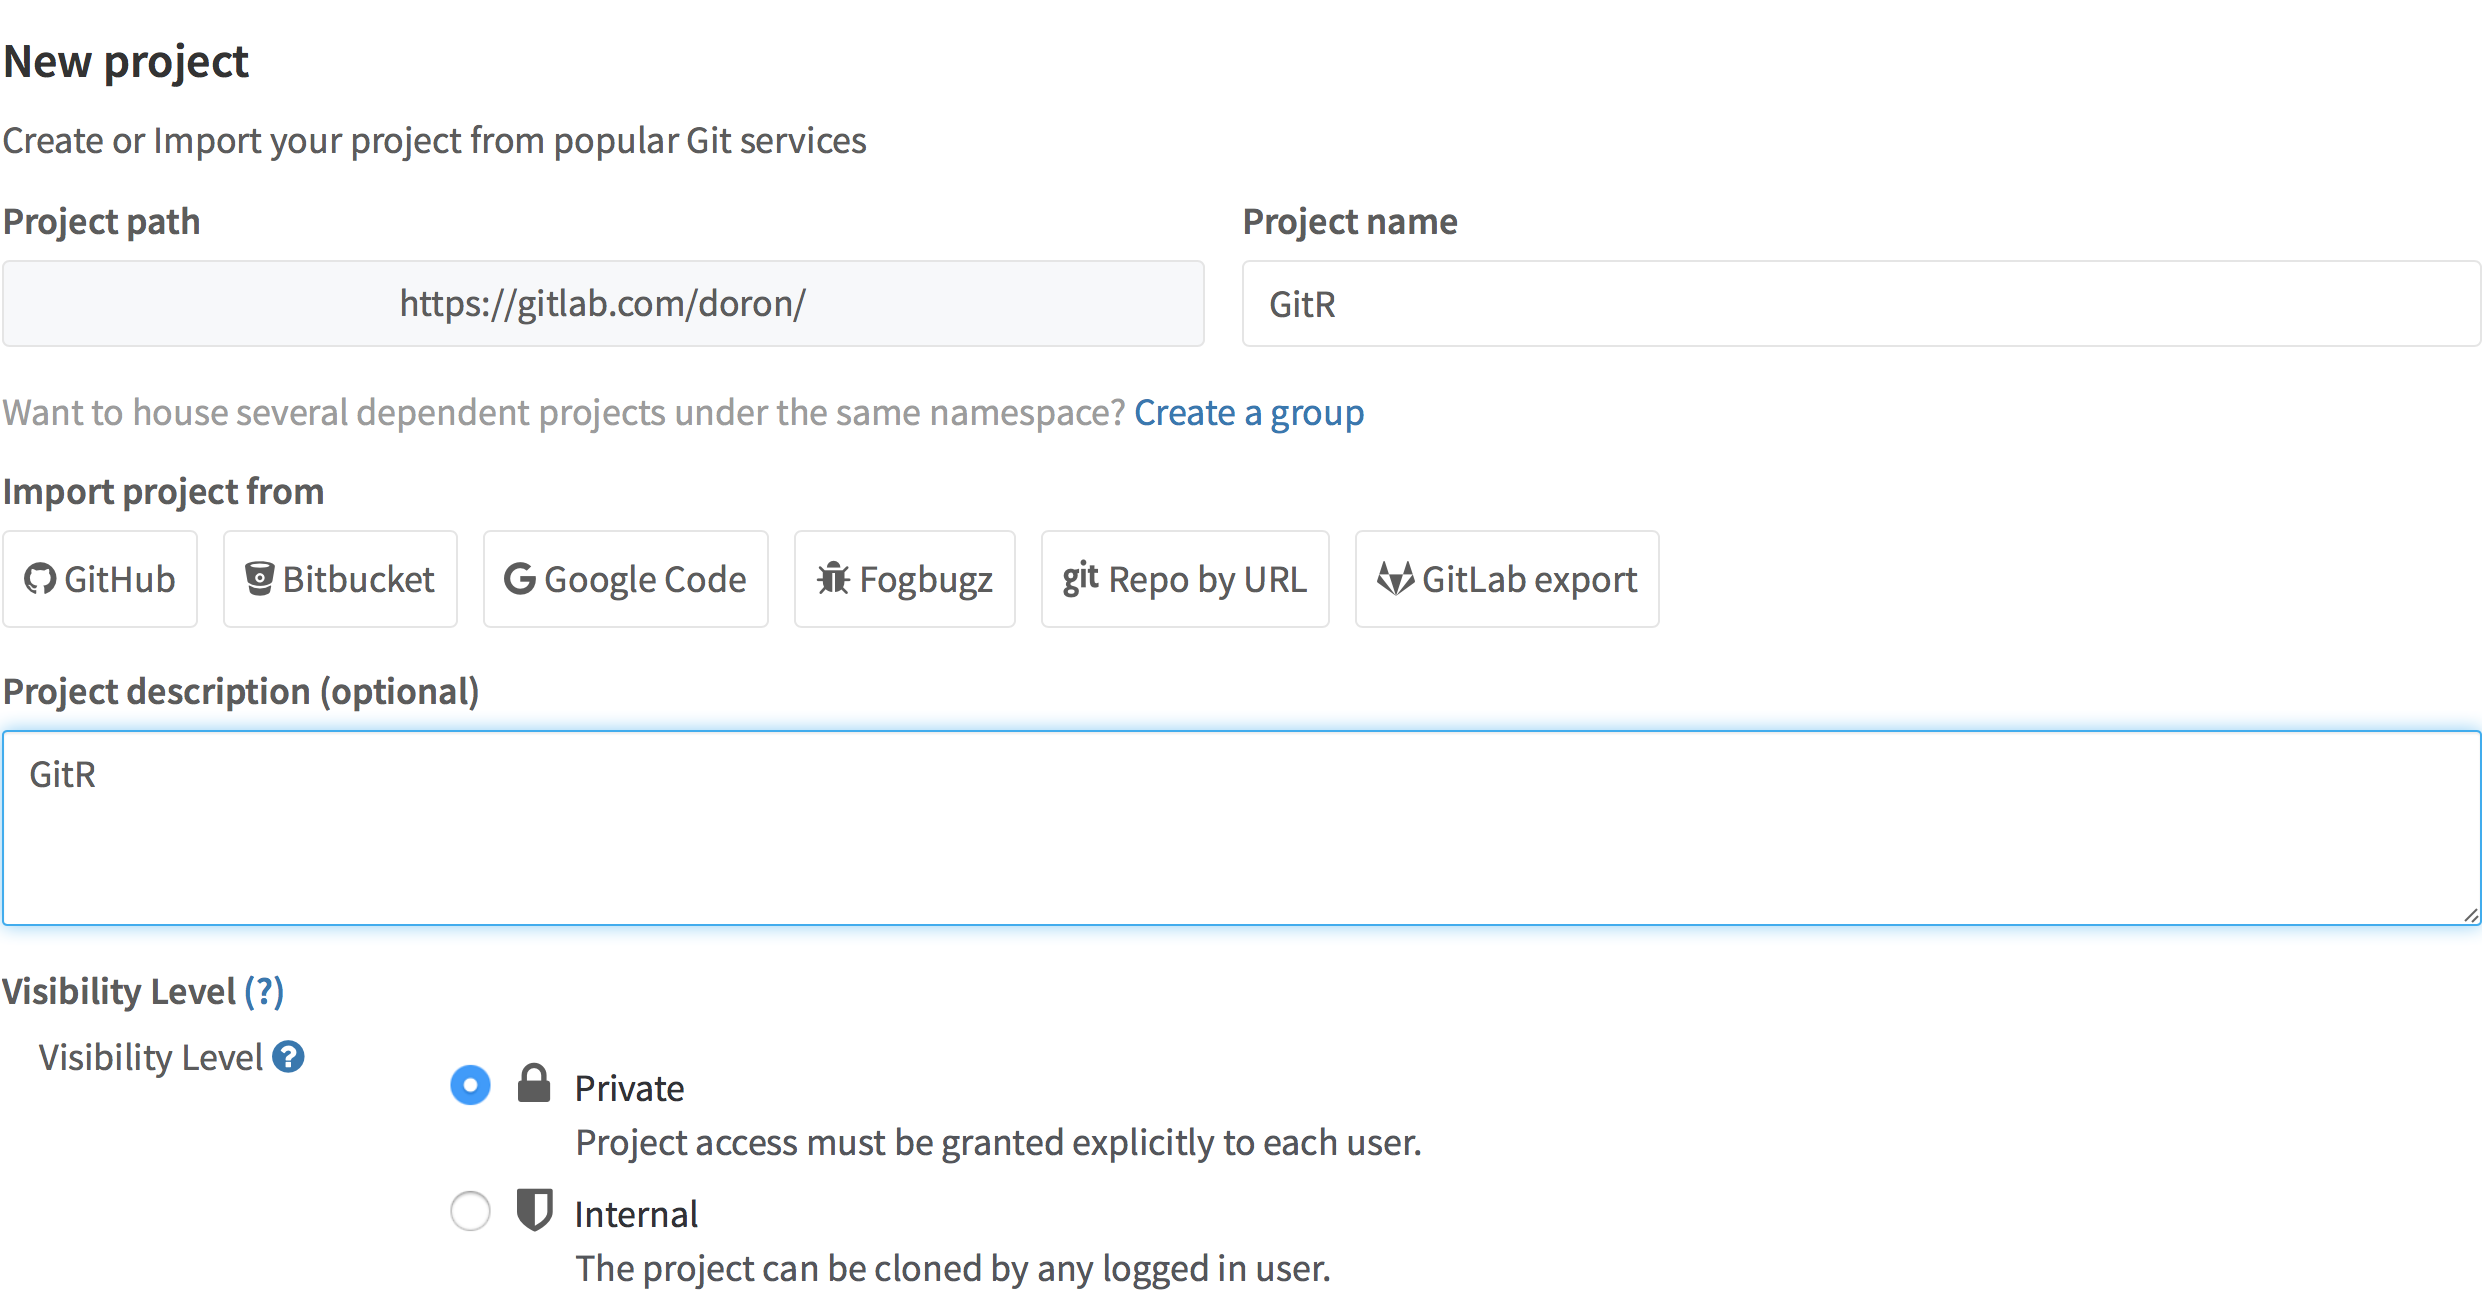 New project
Create or Import your project from popular Git services
Project path
Project name
https://gitlab.com/doron/
GitR
Want to house several dependent projects under the same namespace? Create a group
Import project from
GitHub
Bitbucket
G Google Code
Fogbugz
git Repo by URL
GitLab export
Project description (optional)
GitR
Visibility Level (?)
Visibility Level ?
Private
Project access must be granted explicitly to each user.
Internal
The project can be cloned by any logged in user.